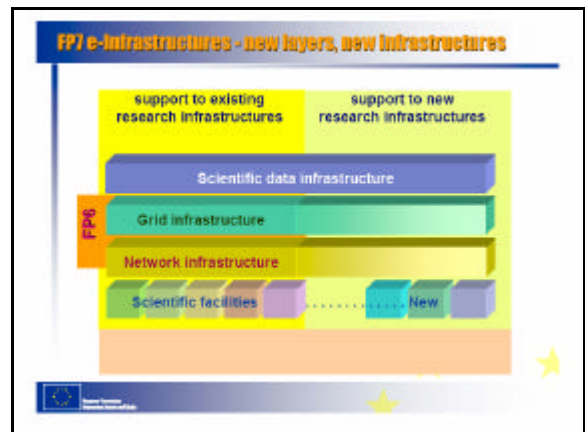 FP7 e-Infrastructures - new layers, new infrastructures
support to existing
research infrastructures
support to new
research infrastructures
Scientific data infrastructure
FP6
Grid infrastructure
Network infrastructure
Scientific facilities
.............
New